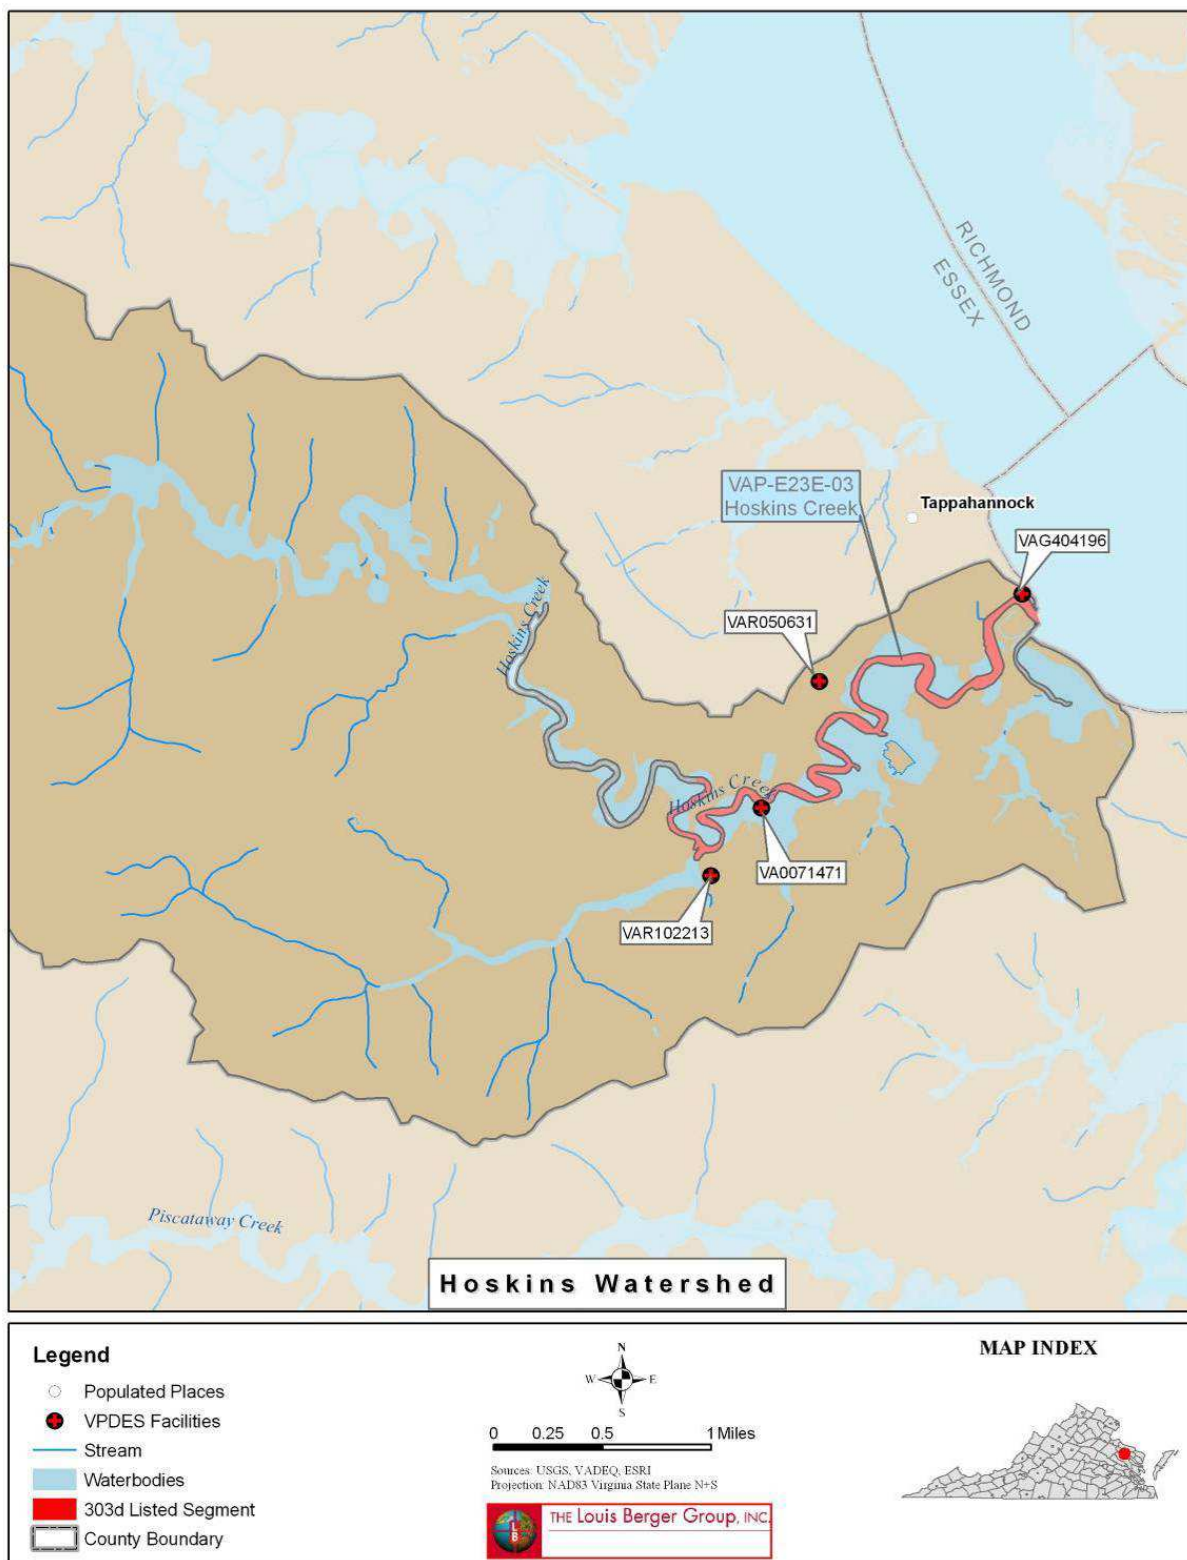 RICHMOND
ESSEX
VAP-E23E-03
Hoskins Creek
Tappahannock
VAG404196
VAR050631
Hoskins Creek
Hoskins Creek
VA0071471
VAR102213
Piscataway Creek
Hoskins Watershed
Legend
Populated Places
VPDES Facilities
Stream
Waterbodies
303d Listed Segment
County Boundary
N
W
E
S
0 0.25 0.5 1 Miles
Sources: USGS, VADEQ, ESRI
Projection: NAD83 Virginia State Plane N+S
LB
THE Louis Berger Group, INC.
MAP INDEX